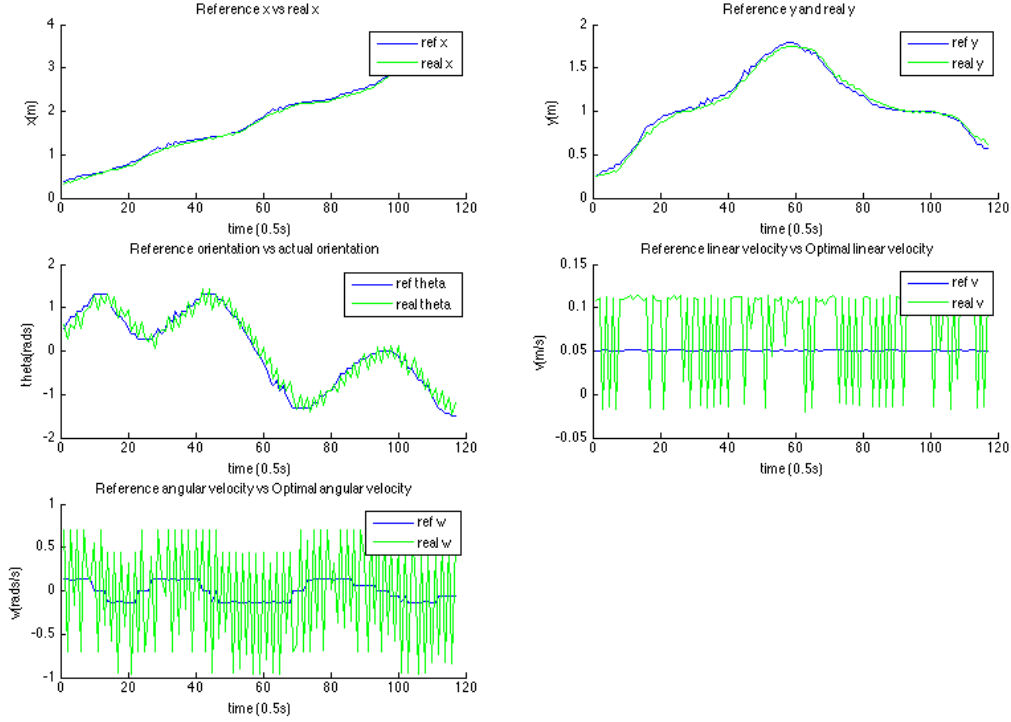 Reference x vs real x
4
3
2
1
0
x(m)
ref x
real x
0 20 40 60 80 100 120
time (0.5s)
Reference y and real y
2
1.5
1
0.5
0
y(m)
ref y
real y
0 20 40 60 80 100 120
time (0.5s)
Reference orientation vs actual orientation
2
1
0
-1
-2
theta(rads)
ref theta
real theta
0 20 40 60 80 100 120
time (0.5s)
Reference linear velocity vs Optimal linear velocity
0.15
0.1
0.05
0
-0.05
v(m/s)
ref v
real v
0 20 40 60 80 100 120
time (0.5s)
Reference angular velocity vs Optimal angular velocity
1
0.5
0
-0.5
-1
w(rads/s)
ref w
real w
0 20 40 60 80 100 120
time (0.5s)